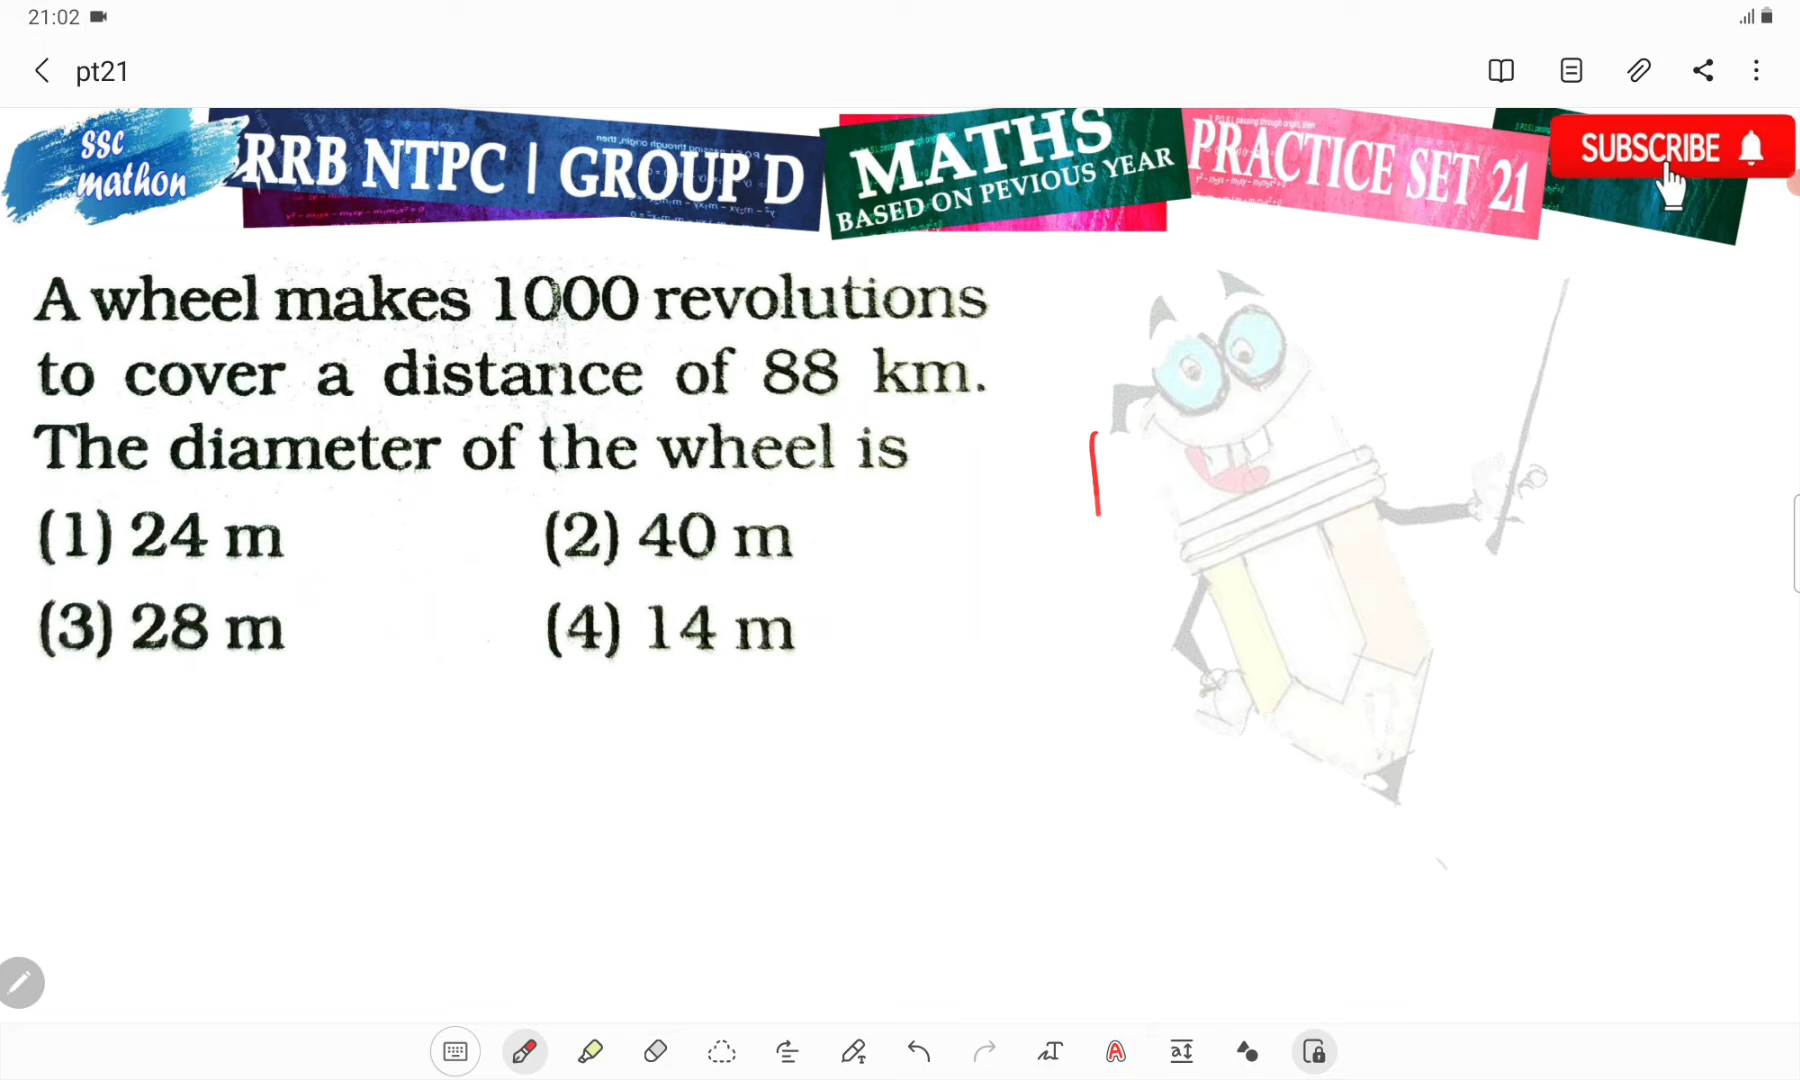 21:02
pt21
ssc
mathon
RRB NTPC | GROUP D
MATHS
BASED ON PEVIOUS YEAR
PRACTICE SET 21
SUBSCRIBE
A wheel makes 1000 revolutions
to cover a distance of 88 km.
The diameter of the wheel is
(1) 24 m (2) 40 m
(3) 28 m (4) 14 m